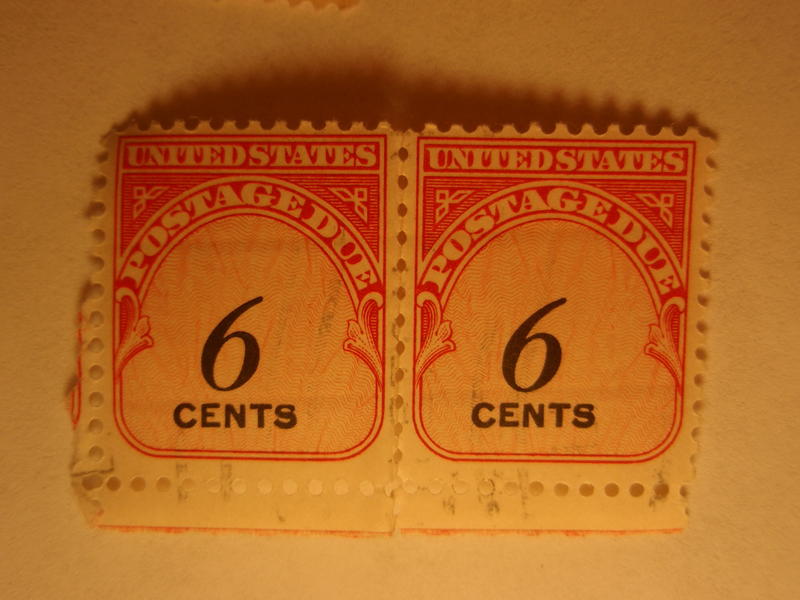 UNITED STATES
POSTAGE DUE
6
CENTS
UNITED STATES
POSTAGE DUE
6
CENTS